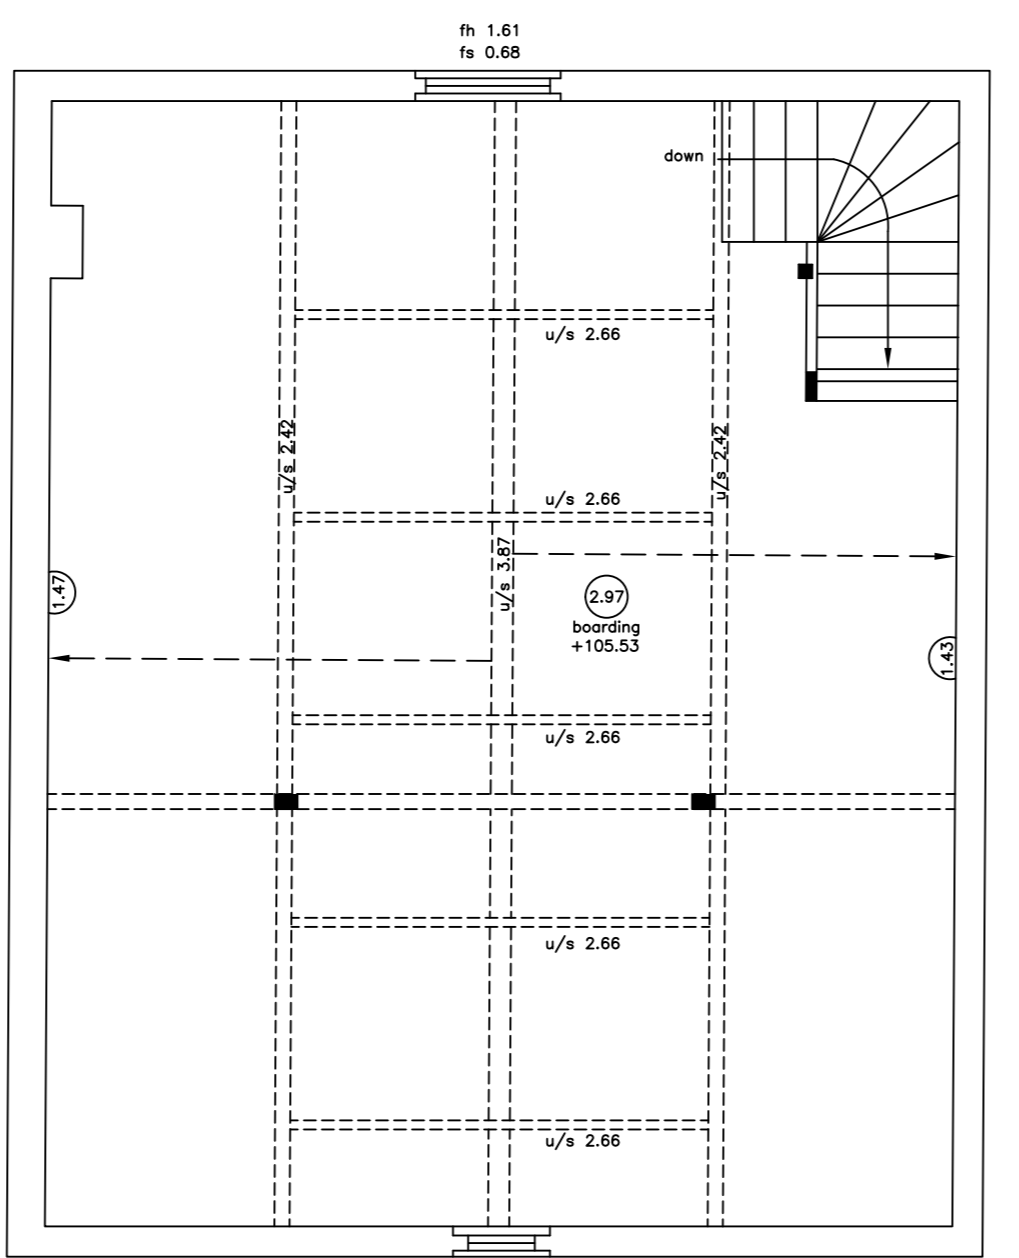 fh 1.61
fs 0.68
down
u/s 2.66
u/s 2.42
u/s 2.42
u/s 2.66
u/s 3.87
1.47
2.97
boarding
+105.53
1.43
u/s 2.66
u/s 2.66
u/s 2.66